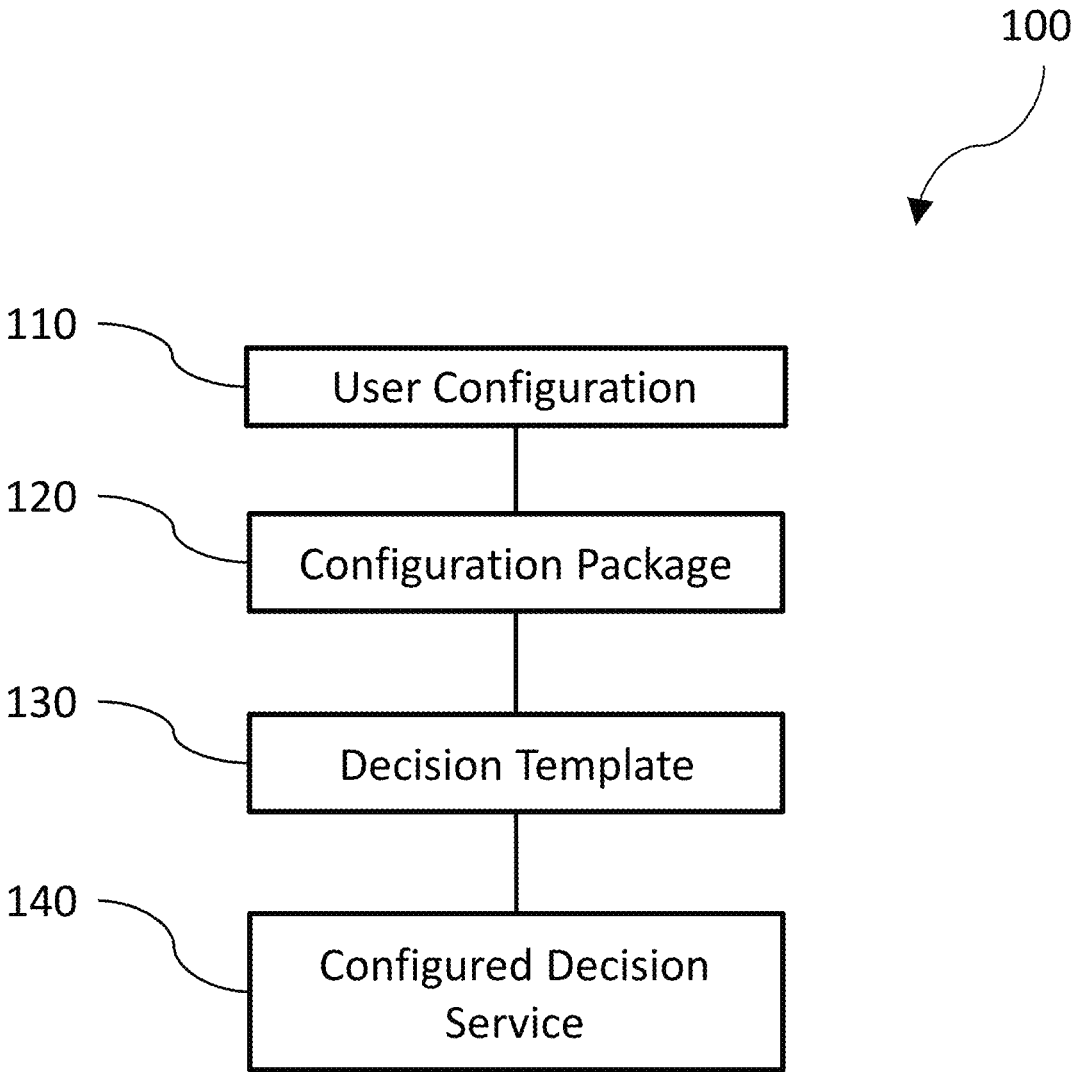 100
110
User Configuration
120
Configuration Package
130
Decision Template
140
Configured Decision
Service